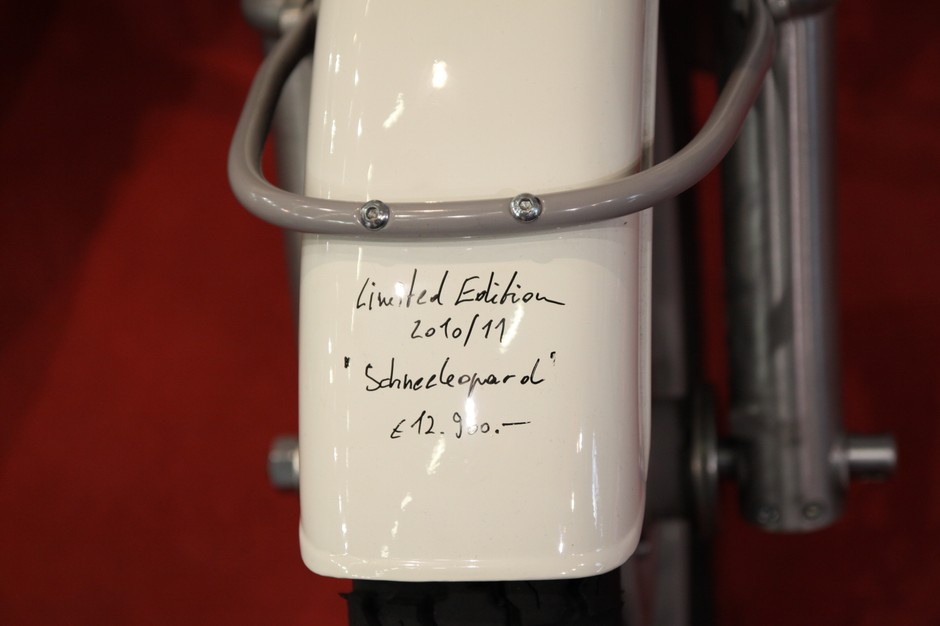 Limited Edition
2010/11
"Schneeleopard"
€ 12.900.—